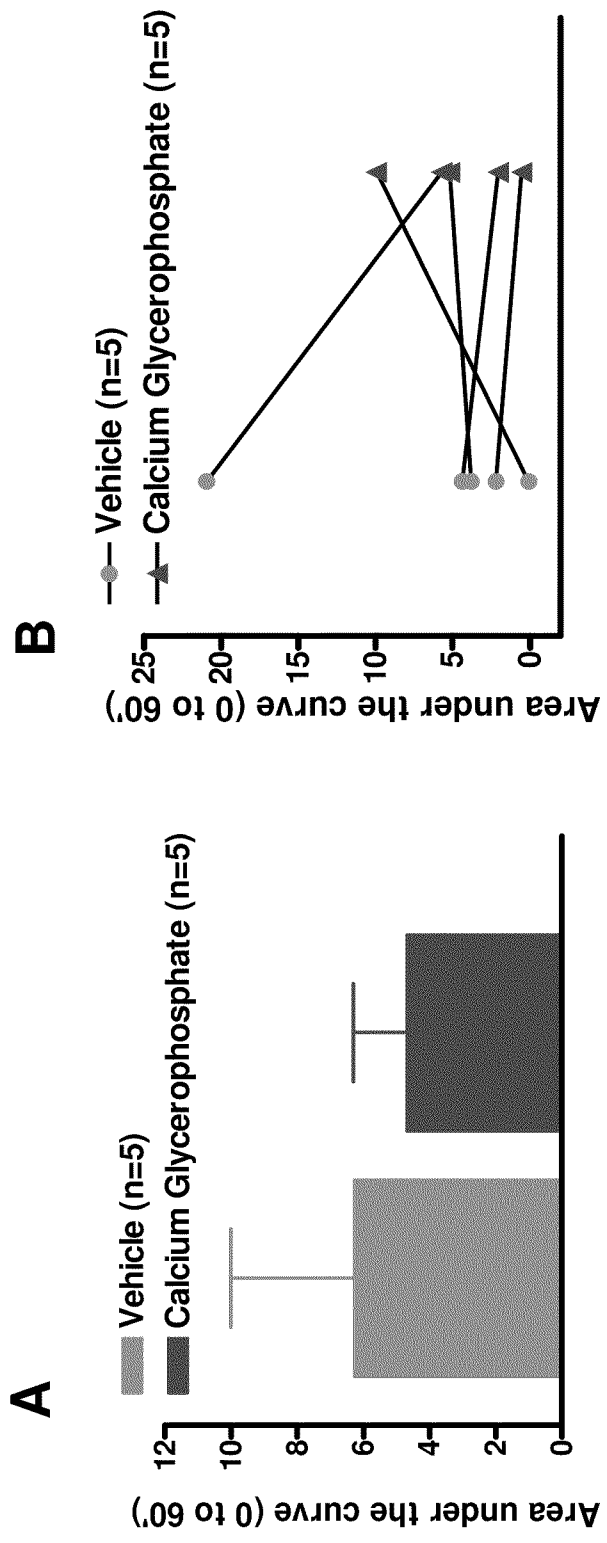 A
Vehicle (n=5)
Calcium Glycerophosphate (n=5)
Area under the curve (0 to 60')
12
10
8
6
4
2
0
B
Vehicle (n=5)
Calcium Glycerophosphate (n=5)
Area under the curve (0 to 60')
25
20
15
10
5
0